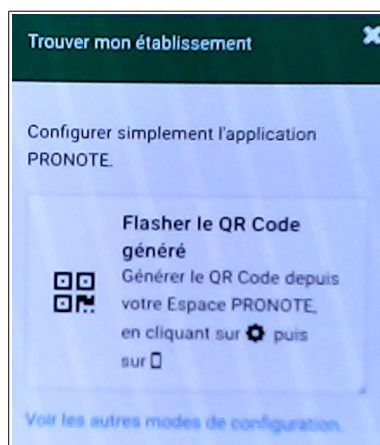 Trouver mon établissement
Configurer simplement l'application
PRONOTE.
Flasher le QR Code
généré
Générer le QR Code depuis
votre Espace PRONOTE,
en cliquant sur puis
sur
Voir les autres modes de configuration